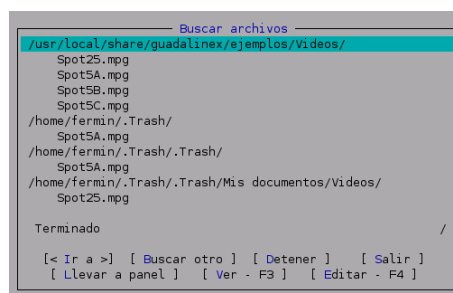 Buscar archivos
/usr/local/share/guadalinex/ejemplos/Videos/
Spot25.mpg
Spot5A.mpg
Spot5B.mpg
Spot5C.mpg
/home/fermin/.Trash/
Spot5A.mpg
/home/fermin/.Trash/.Trash/
Spot5A.mpg
/home/fermin/.Trash/.Trash/Mis documentos/Videos/
Spot25.mpg
Terminado /
[< Ir a >] [ Buscar otro ] [ Detener ] [ Salir ]
[ Llevar a panel ] [ Ver - F3 ] [ Editar - F4 ]